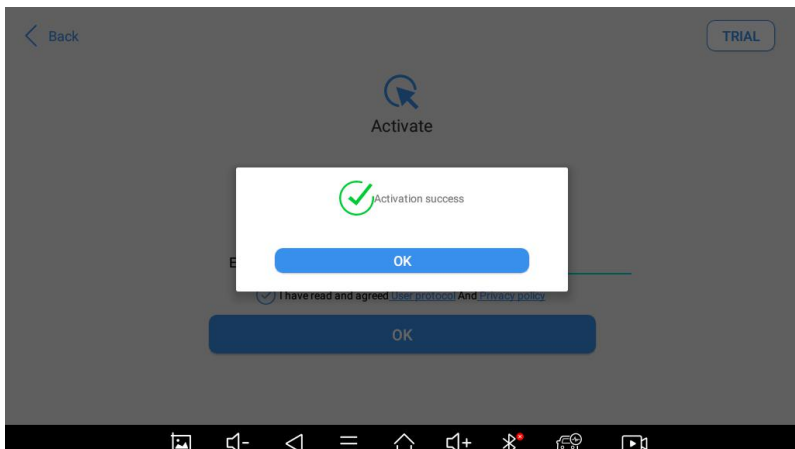 Back
TRIAL
Activate
Activation success
OK
I have read and agreed User protocol And Privacy policy
OK